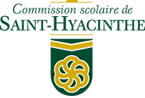 Commission scolaire de
SAINT-HYACINTHE